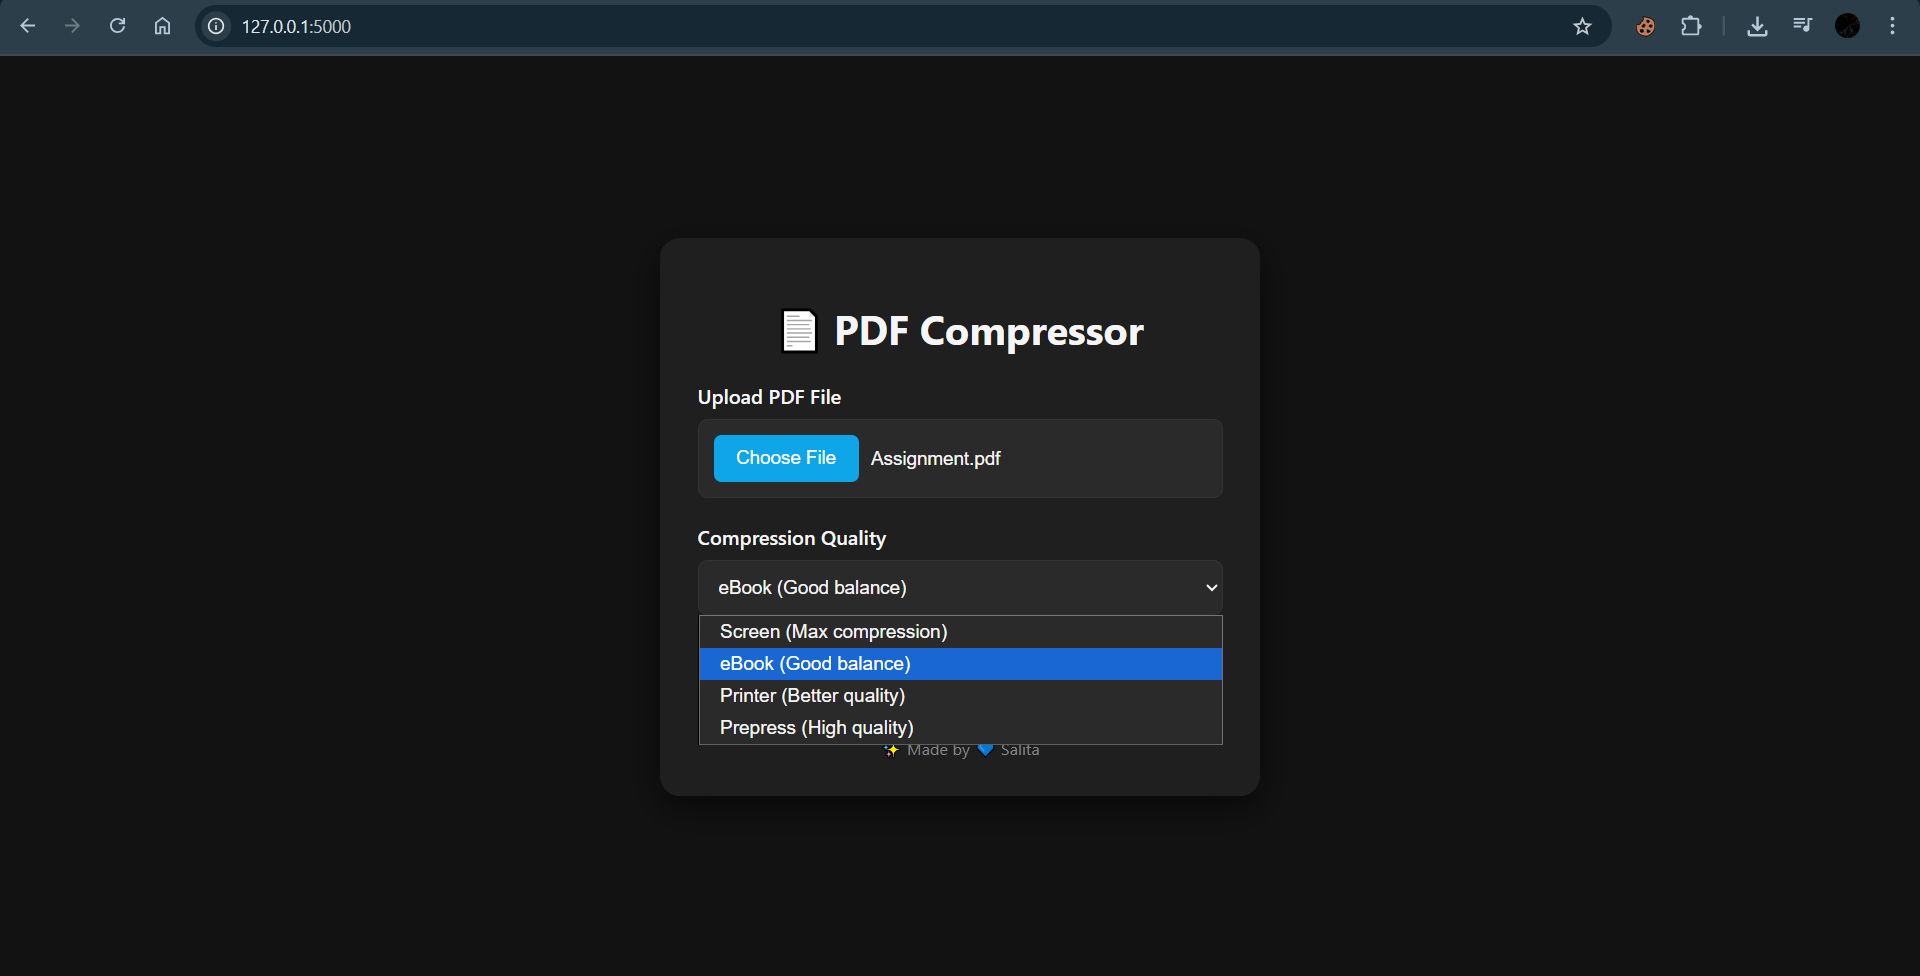 127.0.0.1:5000
PDF Compressor
Upload PDF File
Choose File Assignment.pdf
Compression Quality
eBook (Good balance)
Screen (Max compression)
eBook (Good balance)
Printer (Better quality)
Prepress (High quality)
✨ Made by 💙 Salita